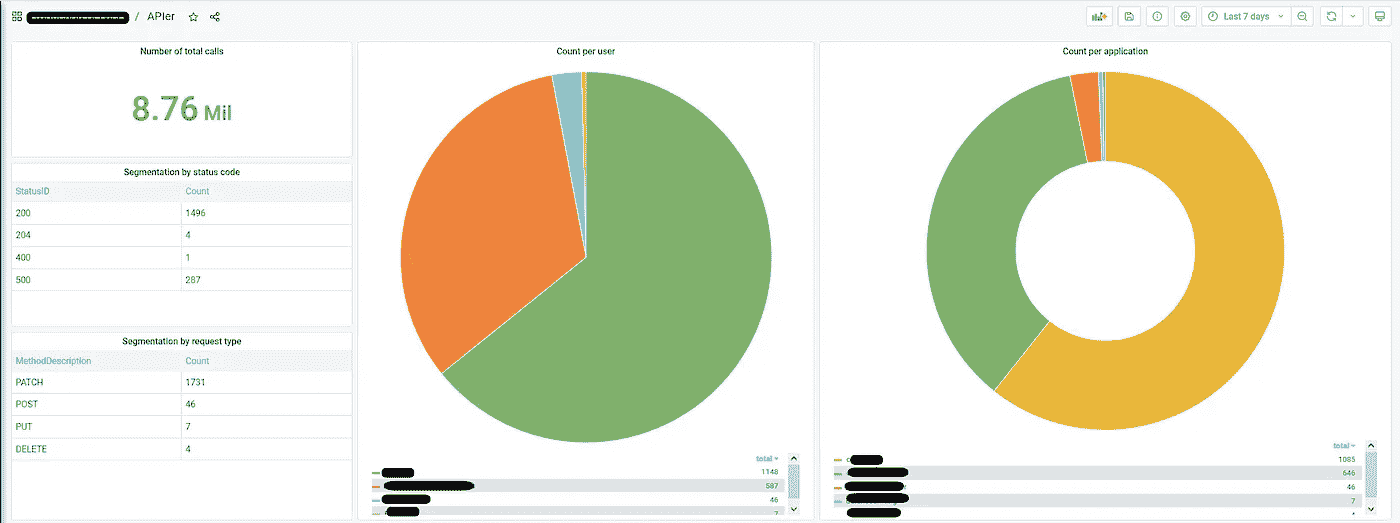 / APIer
Last 7 days
Number of total calls
8.76 Mil
Segmentation by status code
StatusID Count
200 1496
204 4
400 1
500 287
Segmentation by request type
MethodDescription Count
PATCH 1731
POST 46
PUT 7
DELETE 4
Count per user
total
1148
587
46
7
Count per application
total
1085
646
46
7